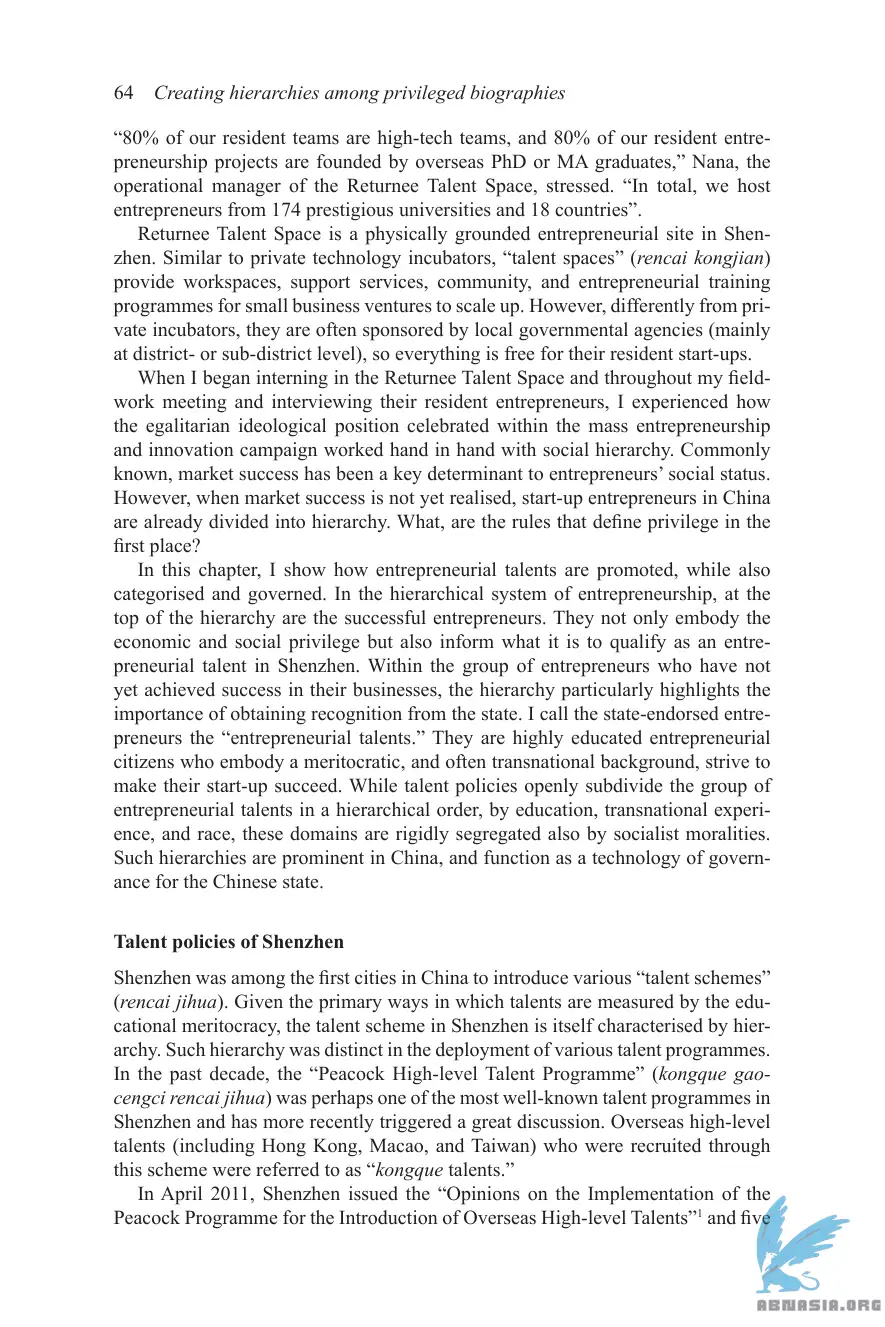 64 Creating hierarchies among privileged biographies
“80% of our resident teams are high-tech teams, and 80% of our resident entre-
preneurship projects are founded by overseas PhD or MA graduates,” Nana, the
operational manager of the Returnee Talent Space, stressed. “In total, we host
entrepreneurs from 174 prestigious universities and 18 countries”.
Returnee Talent Space is a physically grounded entrepreneurial site in Shen-
zhen. Similar to private technology incubators, “talent spaces” (rencai kongjian)
provide workspaces, support services, community, and entrepreneurial training
programmes for small business ventures to scale up. However, differently from pri-
vate incubators, they are often sponsored by local governmental agencies (mainly
at district- or sub-district level), so everything is free for their resident start-ups.
When I began interning in the Returnee Talent Space and throughout my field-
work meeting and interviewing their resident entrepreneurs, I experienced how
the egalitarian ideological position celebrated within the mass entrepreneurship
and innovation campaign worked hand in hand with social hierarchy. Commonly
known, market success has been a key determinant to entrepreneurs’ social status.
However, when market success is not yet realised, start-up entrepreneurs in China
are already divided into hierarchy. What, are the rules that define privilege in the
first place?
In this chapter, I show how entrepreneurial talents are promoted, while also
categorised and governed. In the hierarchical system of entrepreneurship, at the
top of the hierarchy are the successful entrepreneurs. They not only embody the
economic and social privilege but also inform what it is to qualify as an entre-
preneurial talent in Shenzhen. Within the group of entrepreneurs who have not
yet achieved success in their businesses, the hierarchy particularly highlights the
importance of obtaining recognition from the state. I call the state-endorsed entre-
preneurs the “entrepreneurial talents.” They are highly educated entrepreneurial
citizens who embody a meritocratic, and often transnational background, strive to
make their start-up succeed. While talent policies openly subdivide the group of
entrepreneurial talents in a hierarchical order, by education, transnational experi-
ence, and race, these domains are rigidly segregated also by socialist moralities.
Such hierarchies are prominent in China, and function as a technology of govern-
ance for the Chinese state.
Talent policies of Shenzhen
Shenzhen was among the first cities in China to introduce various “talent schemes”
(rencai jihua). Given the primary ways in which talents are measured by the edu-
cational meritocracy, the talent scheme in Shenzhen is itself characterised by hier-
archy. Such hierarchy was distinct in the deployment of various talent programmes.
In the past decade, the “Peacock High-level Talent Programme” (kongque gao-
cengci rencai jihua) was perhaps one of the most well-known talent programmes in
Shenzhen and has more recently triggered a great discussion. Overseas high-level
talents (including Hong Kong, Macao, and Taiwan) who were recruited through
this scheme were referred to as “kongque talents.”
In April 2011, Shenzhen issued the “Opinions on the Implementation of the
Peacock Programme for the Introduction of Overseas High-level Talents”¹ and five
ABNASIA.ORG